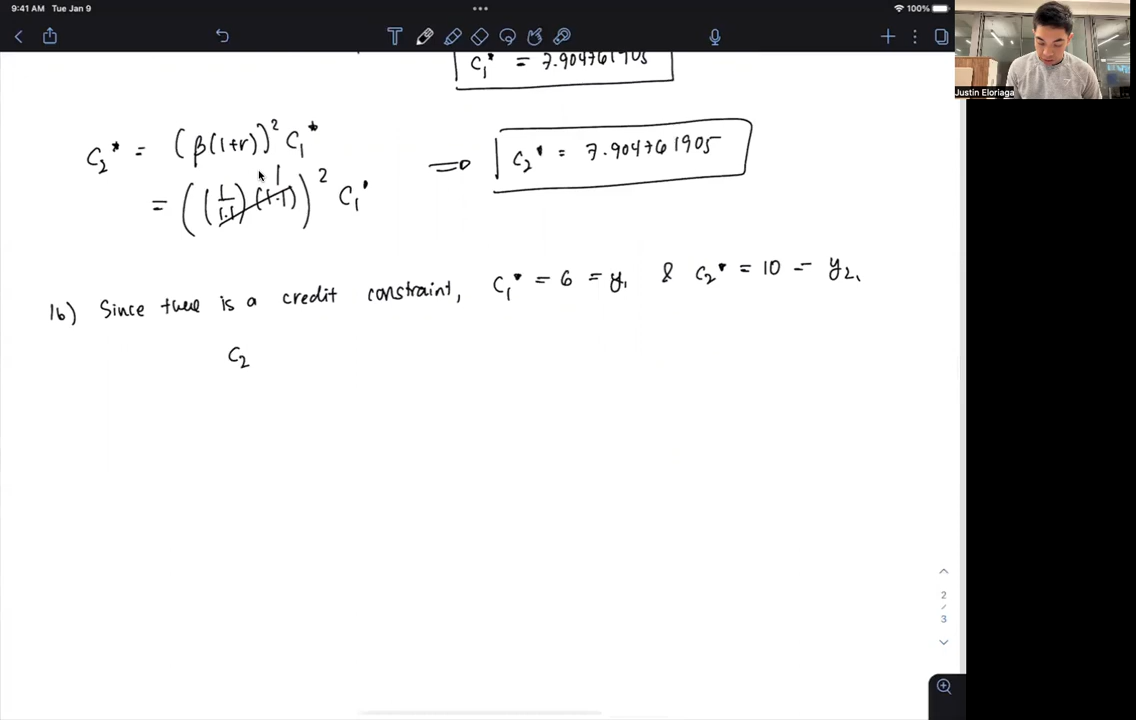 9:41 AM Tue Jan 9
100%
Justin Eloriaga
C₁* = 7.904761905
C₂* = (β(1+r))² C₁*
⇒ C₂* = 7.904761905
= ((1/1.1)(1.1))² C₁*
1
1b) Since there is a credit constraint, C₁* = 6 = y₁ & C₂* = 10 = y₂.
C₂
2
/
3